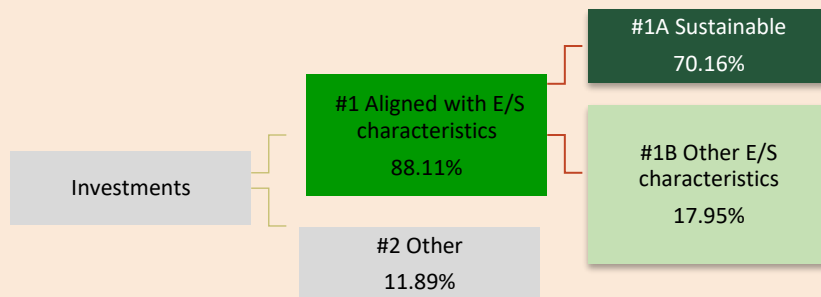 Investments
#1 Aligned with E/S
characteristics
88.11%
#2 Other
11.89%
#1A Sustainable
70.16%
#1B Other E/S
characteristics
17.95%